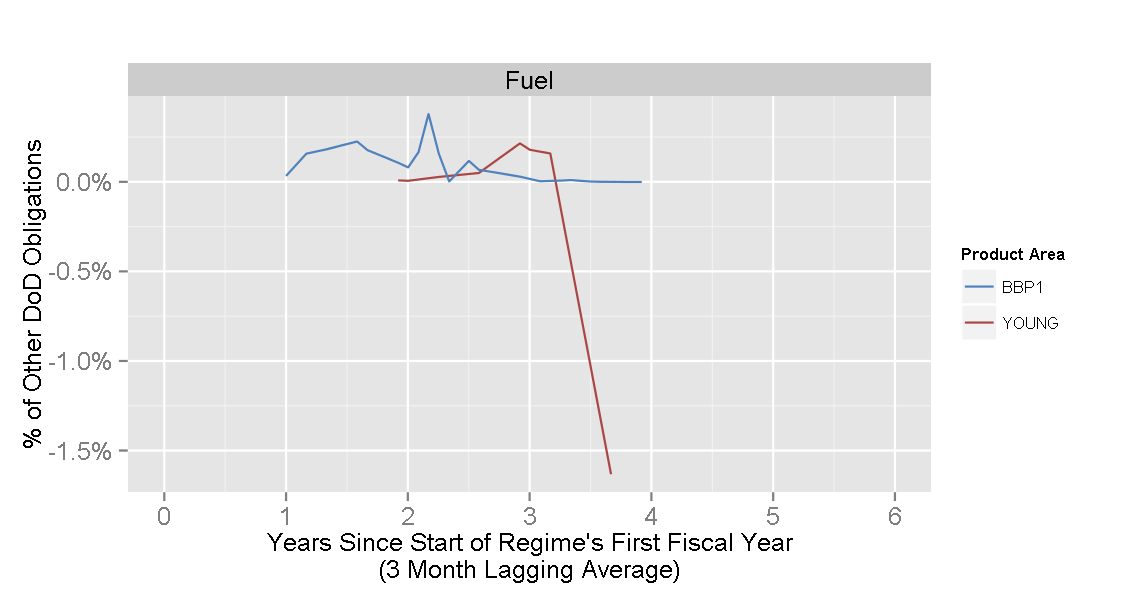 Fuel
% of Other DoD Obligations
0.0%
-0.5%
-1.0%
-1.5%
0 1 2 3 4 5 6
Years Since Start of Regime's First Fiscal Year
(3 Month Lagging Average)
Product Area
BBP1
YOUNG